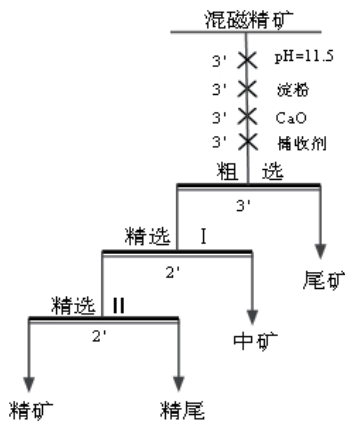 混磁精矿
3' pH=11.5
3' 淀粉
3' CaO
3' 捕收剂
粗 选
3'
精选 I
2'
尾矿
精选 II
2'
中矿
精矿 精尾